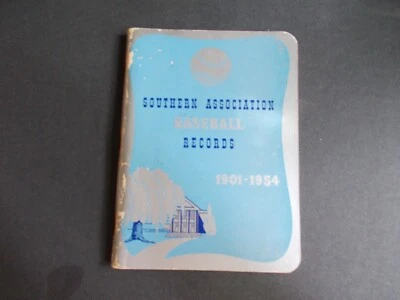 SOUTHERN ASSOCIATION
BASEBALL
RECORDS
1901-1954